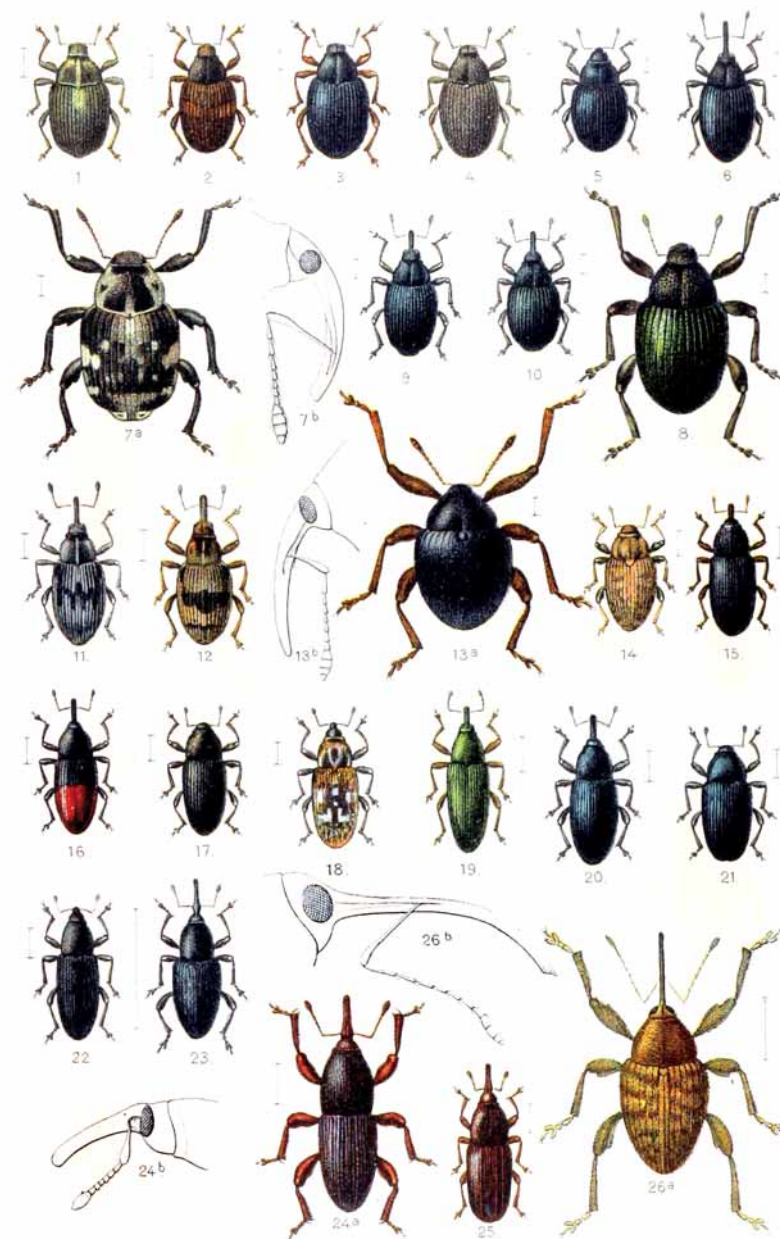 1 2 3 4 5 6
7ª 7ᵇ 9 10 8.
11. 12 13ᵇ 13ª 14 15.
16. 17. 18. 19. 20. 21.
22 23. 26ᵇ
24ᵇ 24ª 25. 26ª